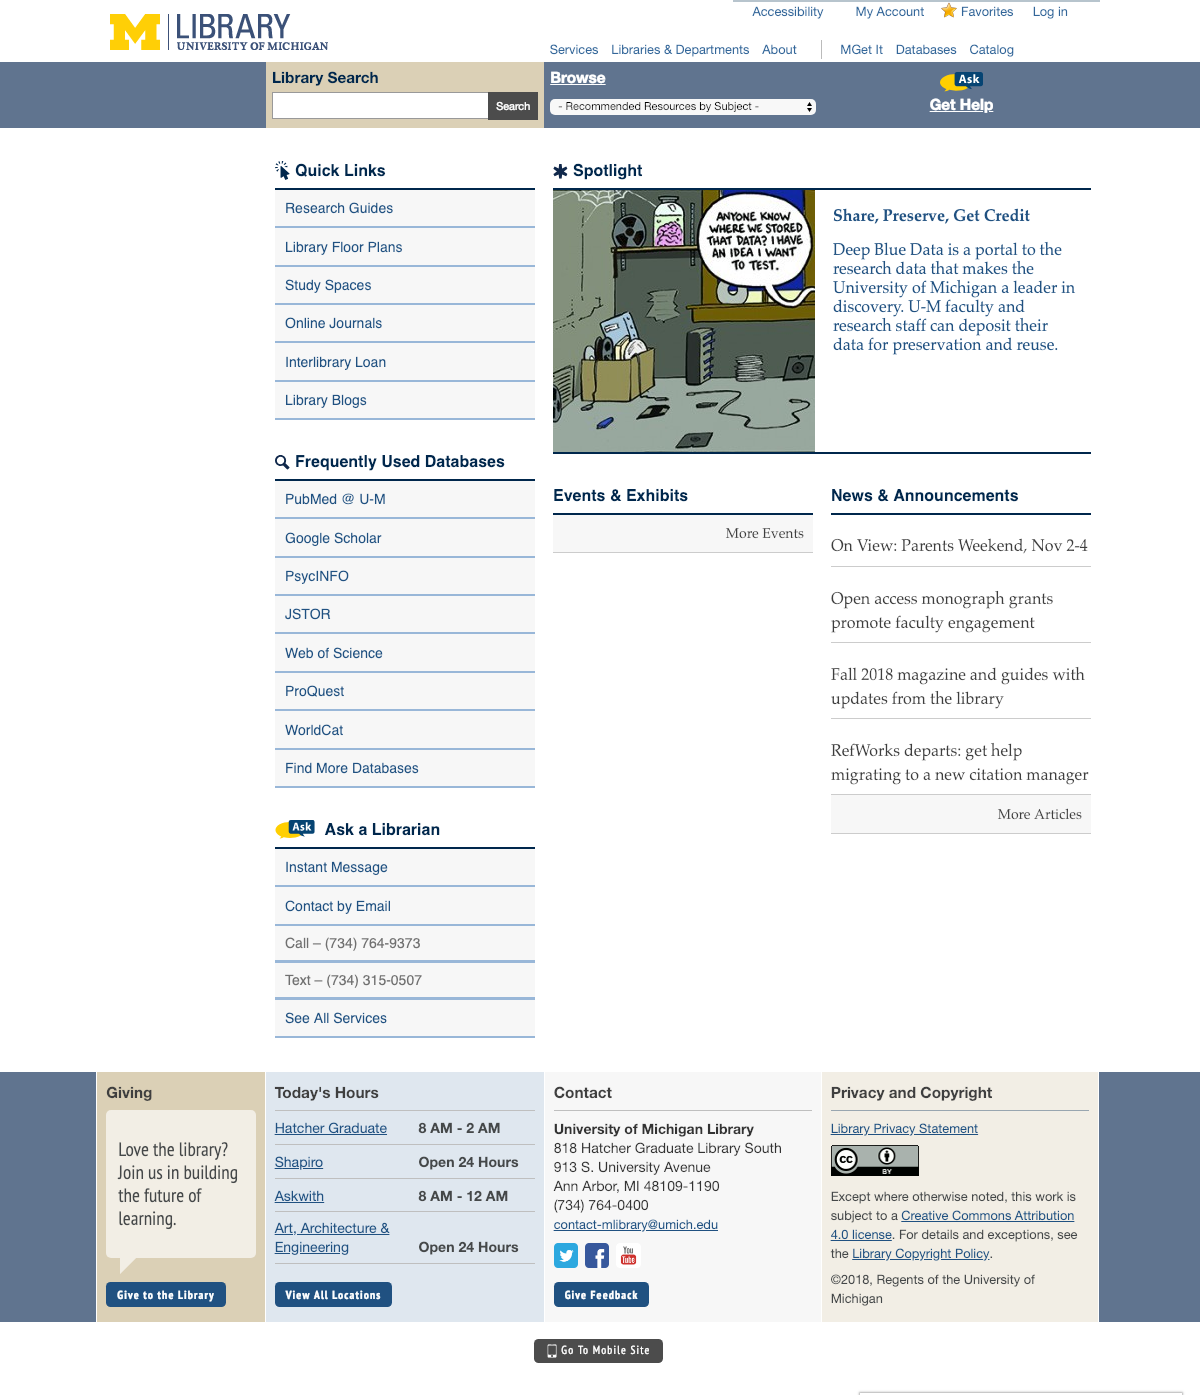 Accessibility My Account Favorites Log in
M LIBRARY
UNIVERSITY OF MICHIGAN
Services Libraries & Departments About MGet It Databases Catalog
Library Search
Search
Browse
- Recommended Resources by Subject -
Ask
Get Help
Quick Links
Research Guides
Library Floor Plans
Study Spaces
Online Journals
Interlibrary Loan
Library Blogs
Frequently Used Databases
PubMed @ U-M
Google Scholar
PsycINFO
JSTOR
Web of Science
ProQuest
WorldCat
Find More Databases
Ask Ask a Librarian
Instant Message
Contact by Email
Call – (734) 764-9373
Text – (734) 315-0507
See All Services
Spotlight
ANYONE KNOW
WHERE WE STORED
THAT DATA? I HAVE
AN IDEA I WANT
TO TEST.
Share, Preserve, Get Credit
Deep Blue Data is a portal to the
research data that makes the
University of Michigan a leader in
discovery. U-M faculty and
research staff can deposit their
data for preservation and reuse.
Events & Exhibits
More Events
News & Announcements
On View: Parents Weekend, Nov 2-4
Open access monograph grants
promote faculty engagement
Fall 2018 magazine and guides with
updates from the library
RefWorks departs: get help
migrating to a new citation manager
More Articles
Giving
Love the library?
Join us in building
the future of
learning.
Give to the Library
Today's Hours
Hatcher Graduate 8 AM - 2 AM
Shapiro Open 24 Hours
Askwith 8 AM - 12 AM
Art, Architecture &
Engineering Open 24 Hours
View All Locations
Contact
University of Michigan Library
818 Hatcher Graduate Library South
913 S. University Avenue
Ann Arbor, MI 48109-1190
(734) 764-0400
contact-mlibrary@umich.edu
You
Tube
Give Feedback
Privacy and Copyright
Library Privacy Statement
cc
BY
Except where otherwise noted, this work is
subject to a Creative Commons Attribution
4.0 license. For details and exceptions, see
the Library Copyright Policy.
©2018, Regents of the University of
Michigan
Go To Mobile Site